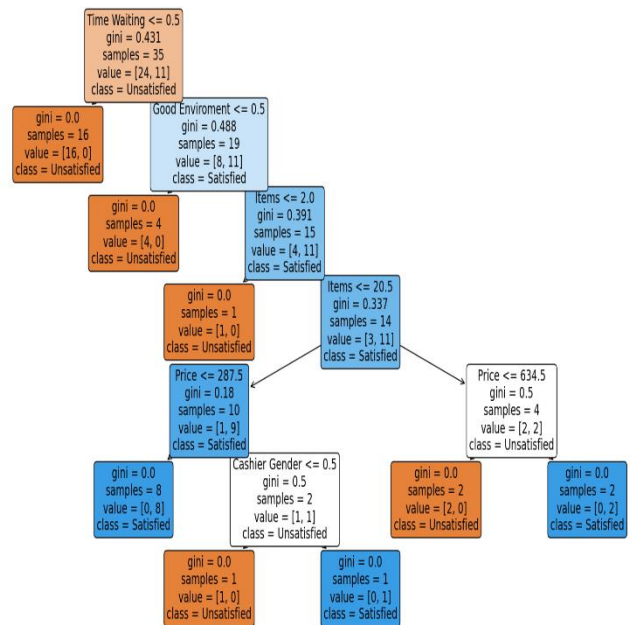 Time Waiting <= 0.5
gini = 0.431
samples = 35
value = [24, 11]
class = Unsatisfied
gini = 0.0
samples = 16
value = [16, 0]
class = Unsatisfied
Good Enviroment <= 0.5
gini = 0.488
samples = 19
value = [8, 11]
class = Satisfied
gini = 0.0
samples = 4
value = [4, 0]
class = Unsatisfied
Items <= 2.0
gini = 0.391
samples = 15
value = [4, 11]
class = Satisfied
gini = 0.0
samples = 1
value = [1, 0]
class = Unsatisfied
Items <= 20.5
gini = 0.337
samples = 14
value = [3, 11]
class = Satisfied
Price <= 287.5
gini = 0.18
samples = 10
value = [1, 9]
class = Satisfied
Price <= 634.5
gini = 0.5
samples = 4
value = [2, 2]
class = Unsatisfied
gini = 0.0
samples = 8
value = [0, 8]
class = Satisfied
Cashier Gender <= 0.5
gini = 0.5
samples = 2
value = [1, 1]
class = Unsatisfied
gini = 0.0
samples = 2
value = [2, 0]
class = Unsatisfied
gini = 0.0
samples = 2
value = [0, 2]
class = Satisfied
gini = 0.0
samples = 1
value = [1, 0]
class = Unsatisfied
gini = 0.0
samples = 1
value = [0, 1]
class = Satisfied